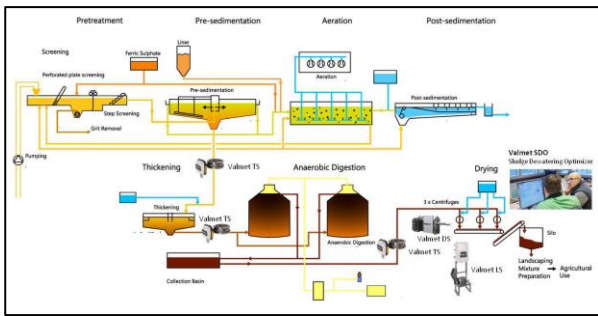 Pretreatment
Pre-sedimentation
Aeration
Post-sedimentation
Screening
Perforated plate screening
Ferric Sulphate
Lime
Pre-sedimentation
Aeration
Post-sedimentation
Step Screening
Grit Removal
Pumping
Thickening
Valmet TS
Anaerobic Digestion
Drying
Valmet SDO
Sludge Dewatering Optimizer
3 x Centrifuges
Thickening
Valmet TS
Anaerobic Digestion
Valmet DS
Valmet TS
Silo
Collection Basin
Valmet LS
Landscaping
Mixture
Preparation
Agricultural
Use